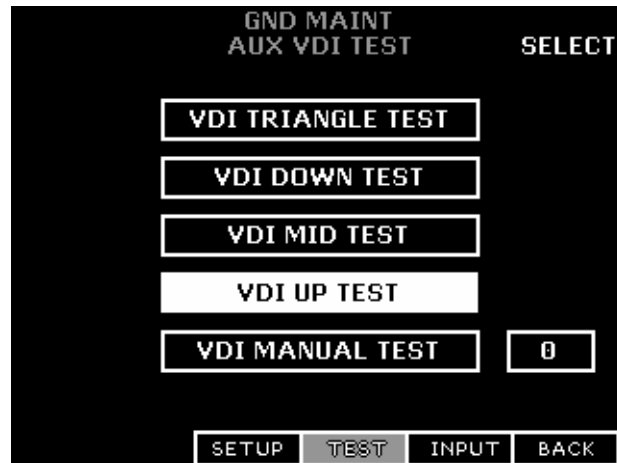 GND MAINT
AUX VDI TEST SELECT
VDI TRIANGLE TEST
VDI DOWN TEST
VDI MID TEST
VDI UP TEST
VDI MANUAL TEST 0
SETUP TEST INPUT BACK